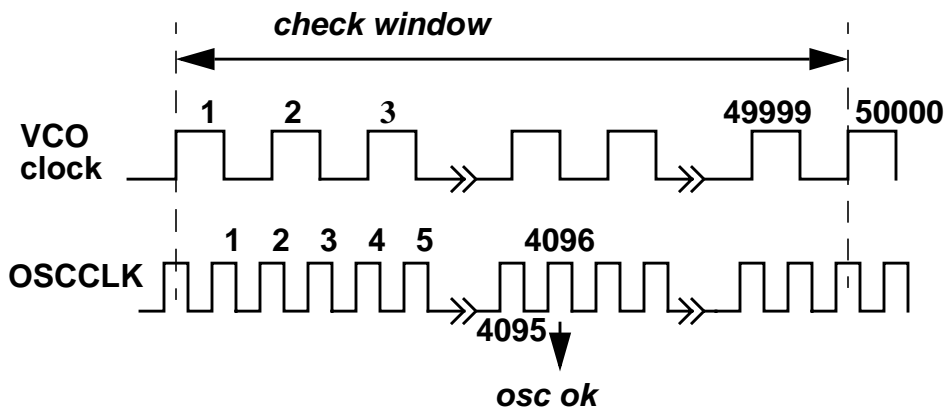 check window
1 2 3 49999 50000
VCO
clock
1 2 3 4 5 4096
OSCCLK
4095
osc ok